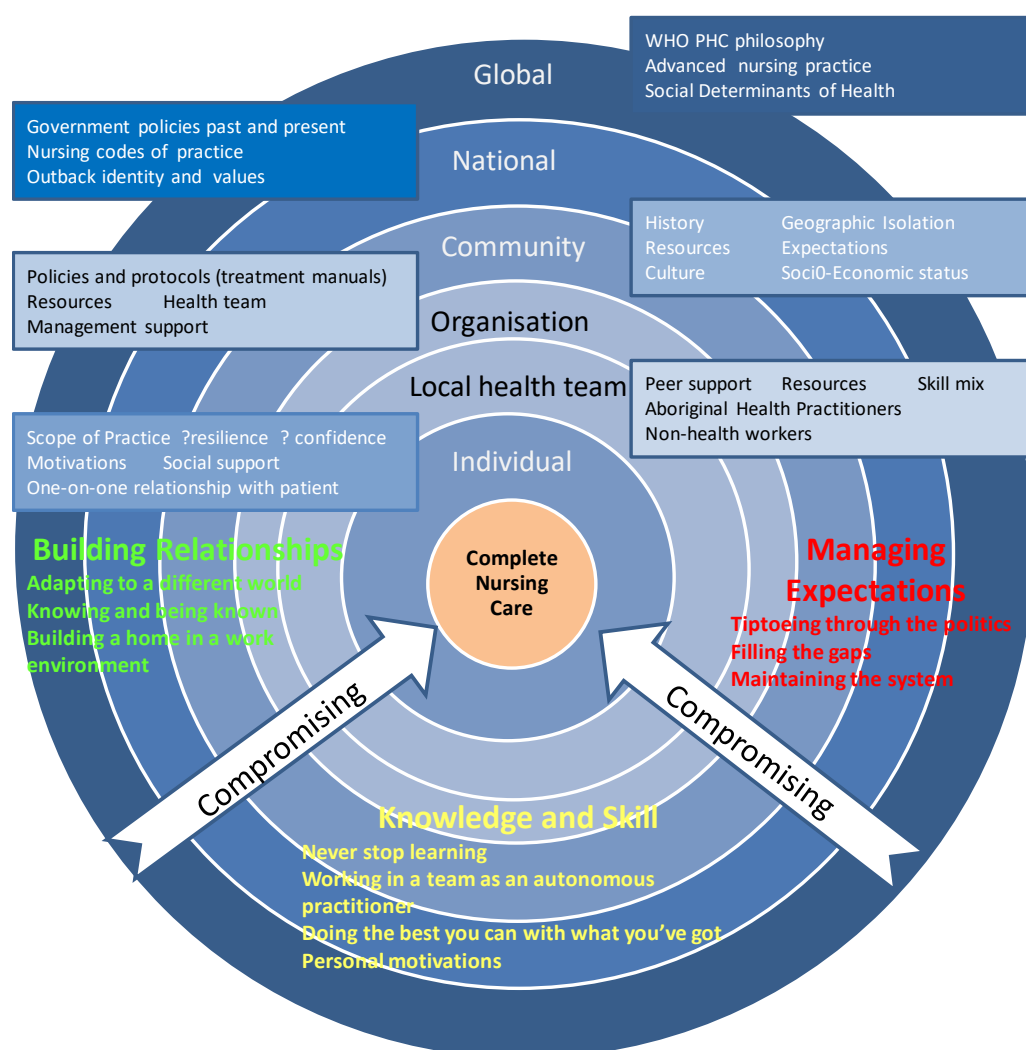 Global
WHO PHC philosophy
Advanced nursing practice
Social Determinants of Health
Government policies past and present
Nursing codes of practice
Outback identity and values
National
Community
History Geographic Isolation
Resources Expectations
Culture Soci0-Economic status
Policies and protocols (treatment manuals)
Resources Health team
Management support
Organisation
Local health team
Peer support Resources Skill mix
Aboriginal Health Practitioners
Non-health workers
Scope of Practice ?resilience ? confidence
Motivations Social support
One-on-one relationship with patient
Individual
Complete
Nursing
Care
Building Relationships
Adapting to a different world
Knowing and being known
Building a home in a work
environment
Managing
Expectations
Tiptoeing through the politics
Filling the gaps
Maintaining the system
Compromising
Compromising
Knowledge and Skill
Never stop learning
Working in a team as an autonomous
practitioner
Doing the best you can with what you’ve got
Personal motivations